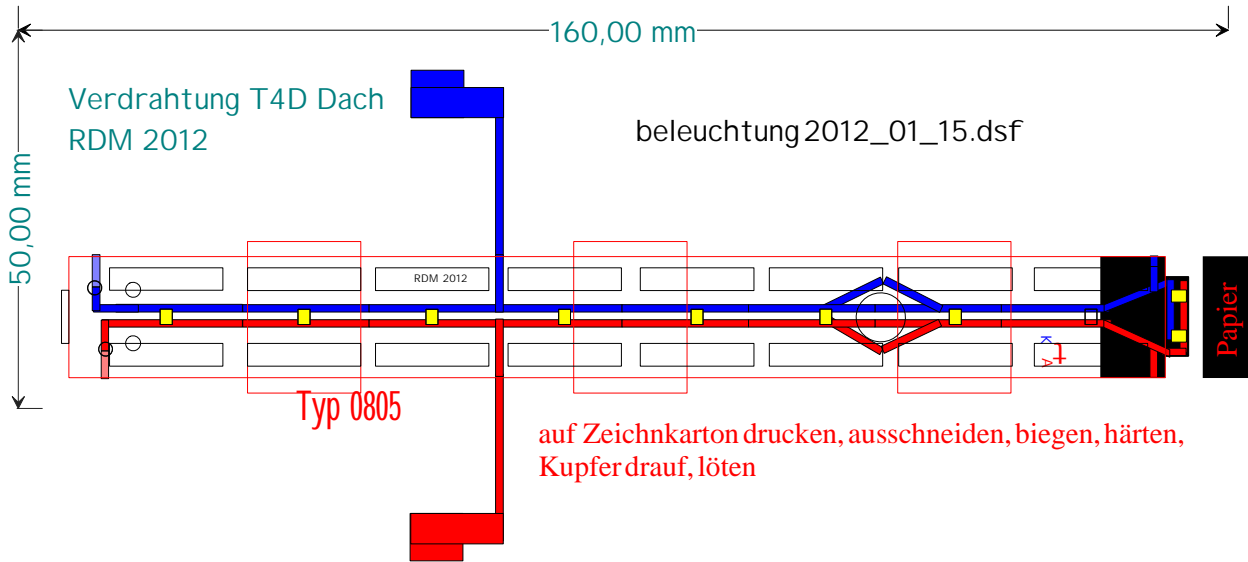 160,00 mm
50,00 mm
Verdrahtung T4D Dach
RDM 2012
beleuchtung2012_01_15.dsf
RDM 2012
K
A
Papier
Typ 0805
auf Zeichnkarton drucken, ausschneiden, biegen, härten,
Kupfer drauf, löten